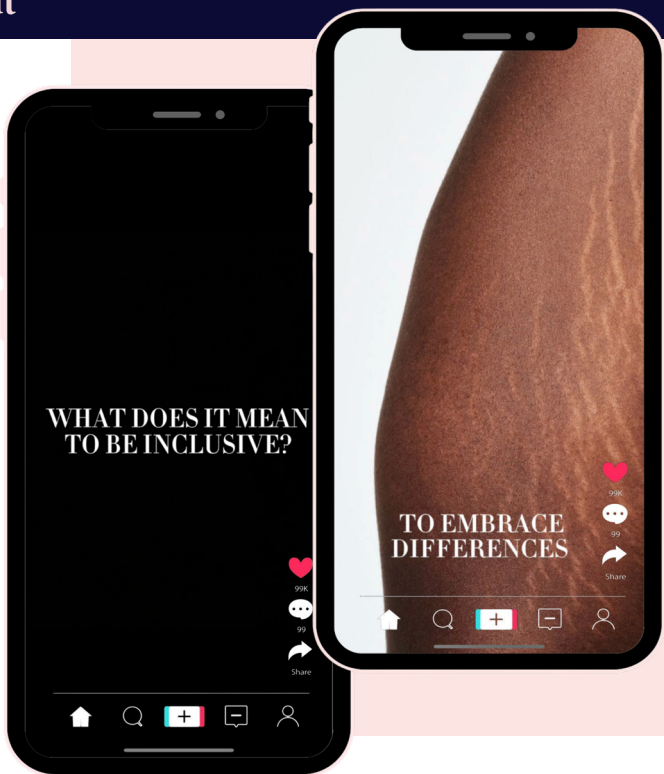 WHAT DOES IT MEAN
TO BE INCLUSIVE?
99K
99
Share
TO EMBRACE
DIFFERENCES
99K
99
Share